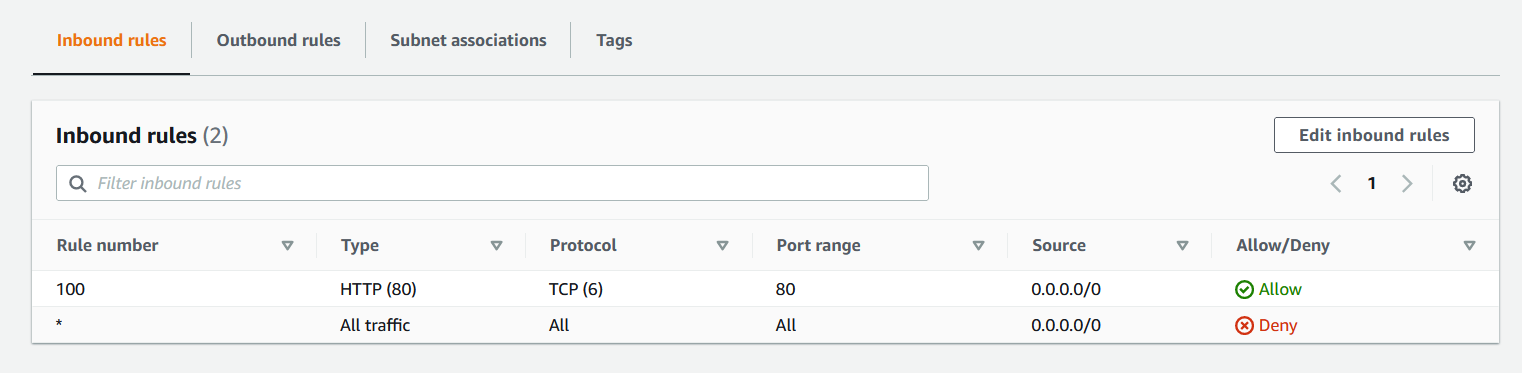 Inbound rules Outbound rules Subnet associations Tags
Inbound rules (2) Edit inbound rules
Filter inbound rules 1
Rule number Type Protocol Port range Source Allow/Deny
100 HTTP (80) TCP (6) 80 0.0.0.0/0 Allow
* All traffic All All 0.0.0.0/0 Deny